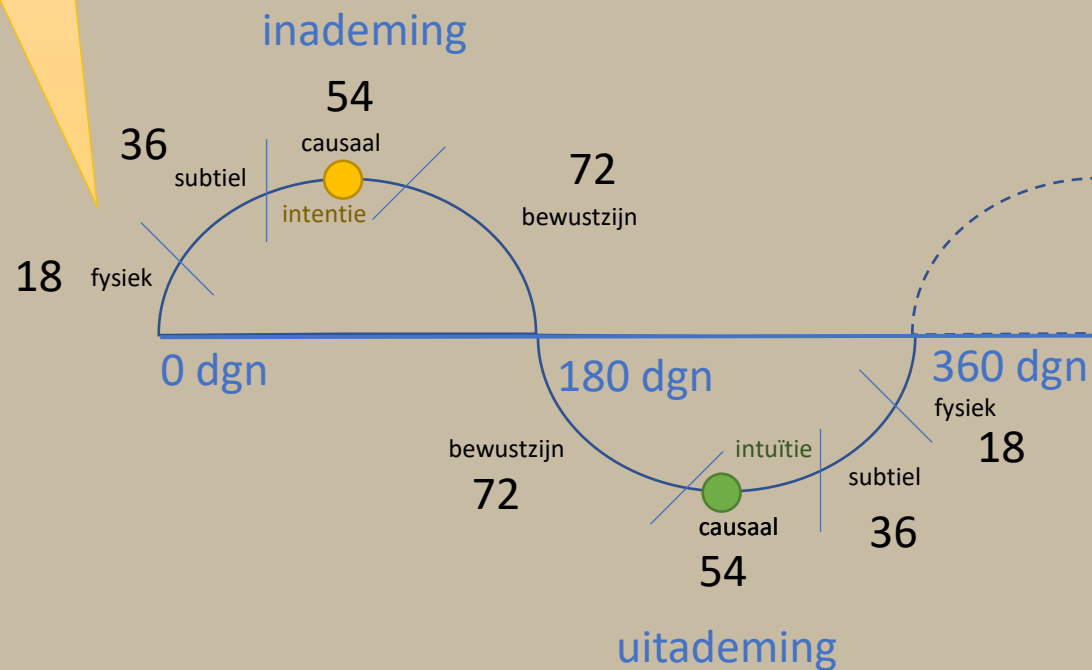 inademing
54
36
causaal
72
subtiel
intentie
bewustzijn
18
fysiek
0 dgn
180 dgn
360 dgn
fysiek
bewustzijn
intuïtie
18
72
subtiel
causaal
36
54
uitademing